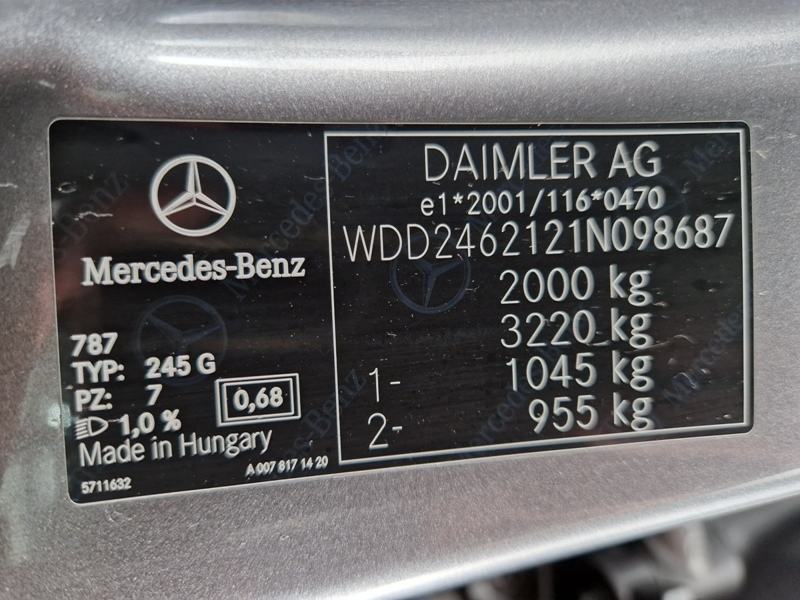 Mercedes-Benz
787
TYP: 245 G
PZ: 7
1,0 %
0,68
Made in Hungary
A 007 817 14 20
5711632
DAIMLER AG
e1*2001/116*0470
WDD2462121N098687
2000 kg
3220 kg
1- 1045 kg
2- 955 kg